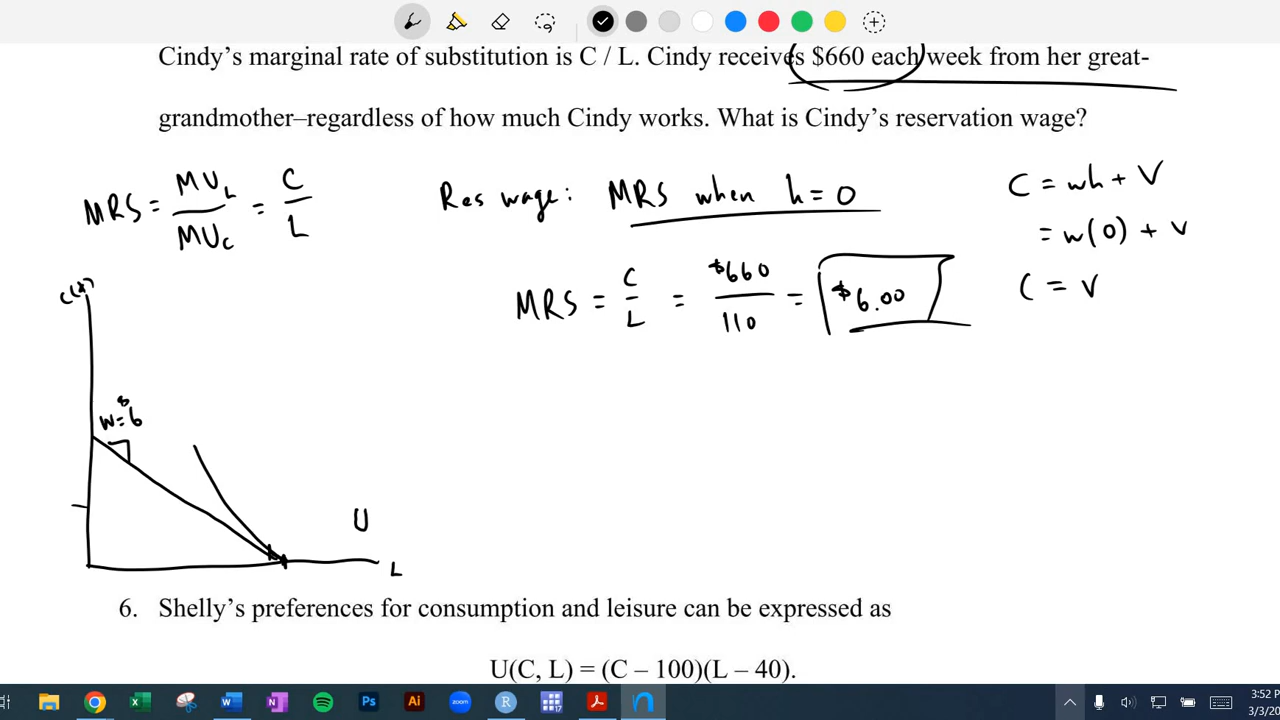 Cindy's marginal rate of substitution is C / L. Cindy receives $660 each week from her great-
grandmother–regardless of how much Cindy works. What is Cindy's reservation wage?
MRS = MU_L / MU_C = C / L
Res wage: MRS when h = 0
MRS = C / L = $660 / 110 = $6.00
C = wh + V
= w(0) + V
C = V
C($)
w = $6
U
L
6. Shelly's preferences for consumption and leisure can be expressed as
U(C, L) = (C – 100)(L – 40).
3:52 P
3/3/20